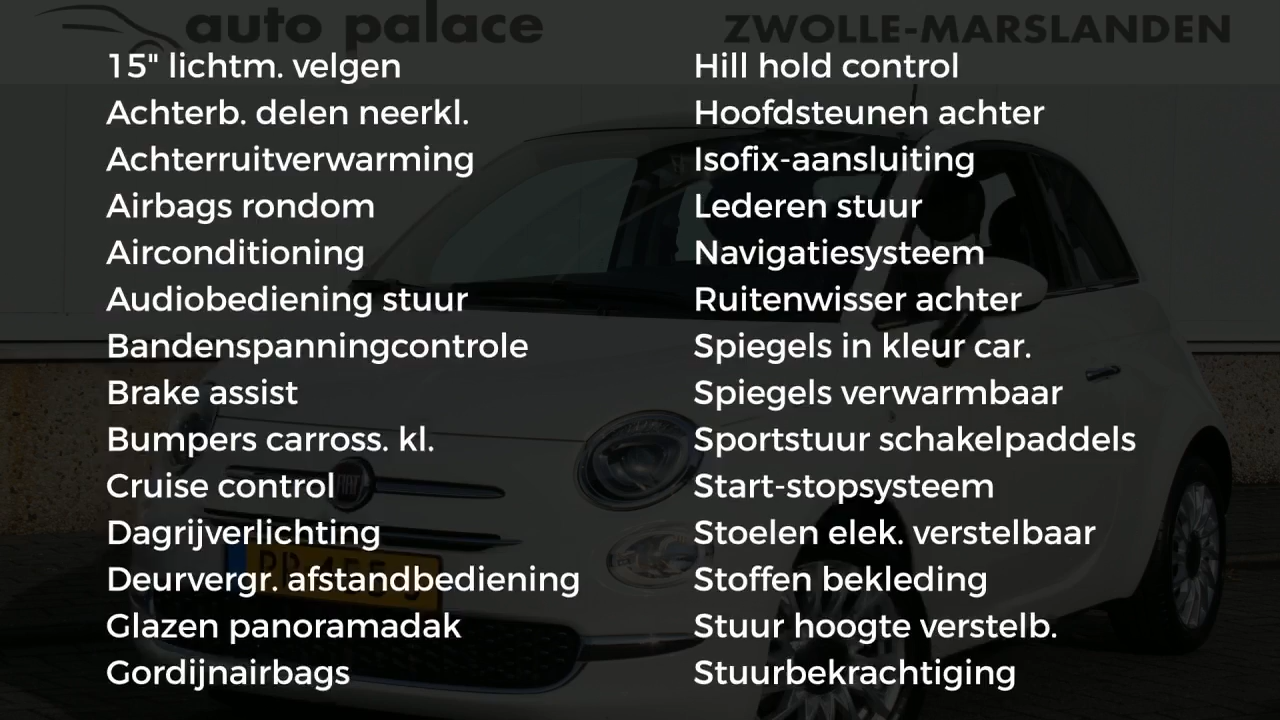 auto palace
ZWOLLE-MARSLANDEN
15" lichtm. velgen
Achterb. delen neerkl.
Achterruitverwarming
Airbags rondom
Airconditioning
Audiobediening stuur
Bandenspanningcontrole
Brake assist
Bumpers carross. kl.
Cruise control
Dagrijverlichting
Deurvergr. afstandbediening
Glazen panoramadak
Gordijnairbags
Hill hold control
Hoofdsteunen achter
Isofix-aansluiting
Lederen stuur
Navigatiesysteem
Ruitenwisser achter
Spiegels in kleur car.
Spiegels verwarmbaar
Sportstuur schakelpaddels
Start-stopsysteem
Stoelen elek. verstelbaar
Stoffen bekleding
Stuur hoogte verstelb.
Stuurbekrachtiging
FIAT